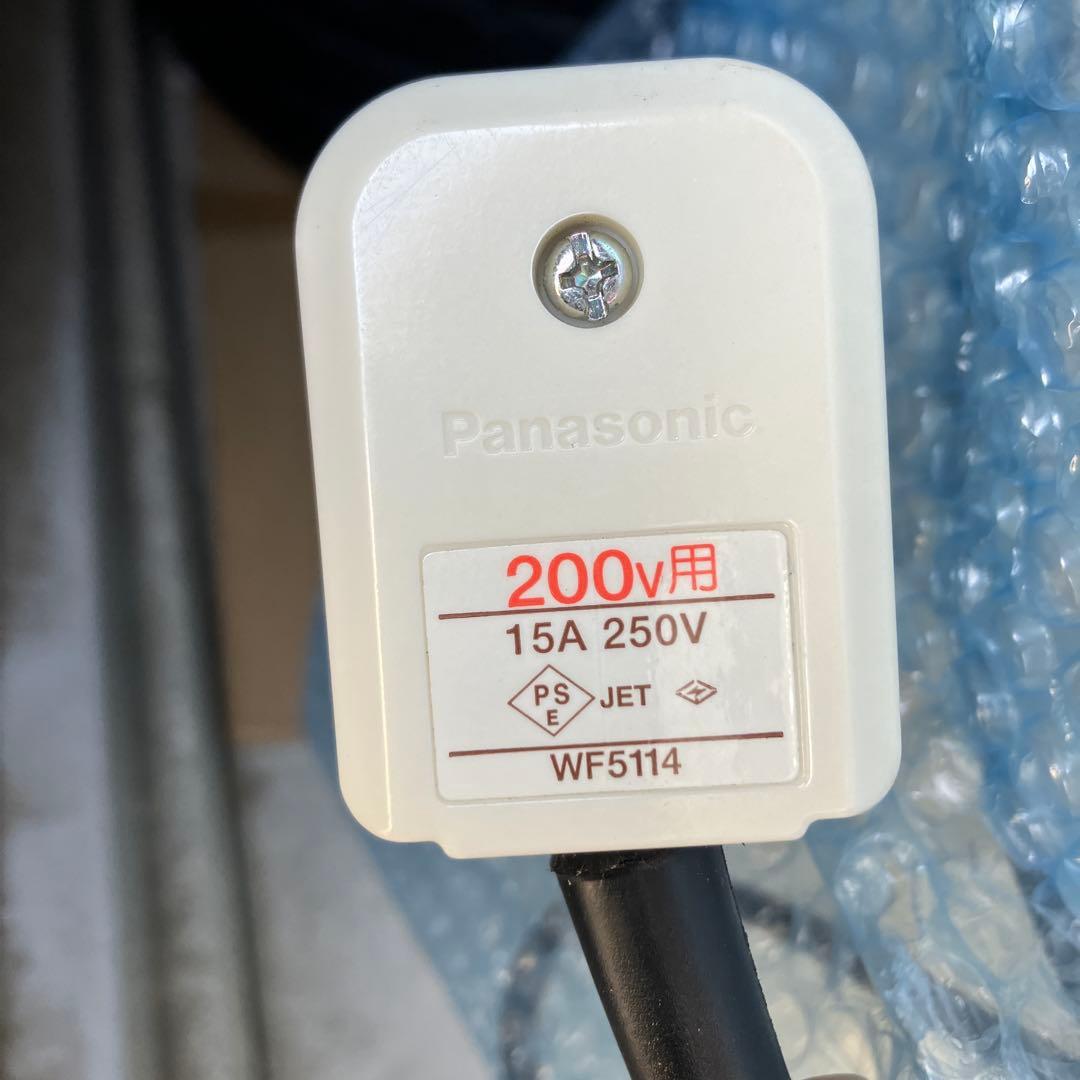 Panasonic
200V用
15A 250V
PS E JET
WF5114